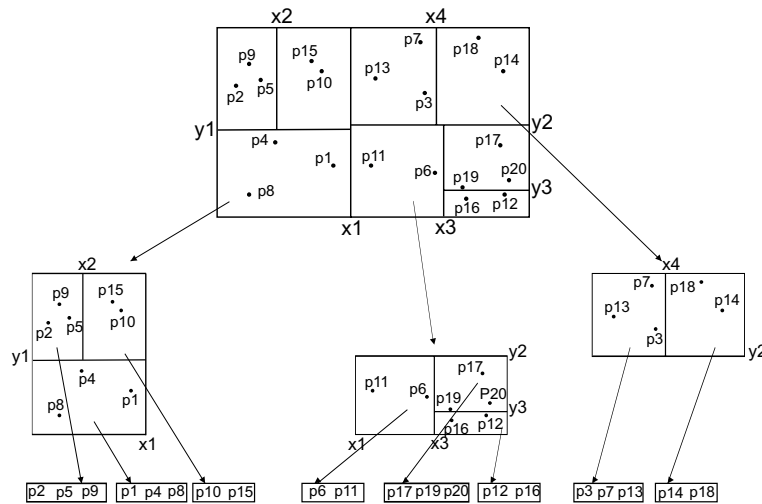 x2 x4
p7
p18
p9 p15
p14
p13
p10
p2 p5
p3
y1 y2
p4 p17
p1 p11 p6
p20
p19
y3
p8
p16 p12
x1 x3
x2 x4
p7 p18
p9 p15
p13 p14
p10
p2 p5
p3
y1 y2 y2
p4 p17
p11 p6
p1
p19 P20
p8 y3
p16 p12
x1 x1 x3
p2 p5 p9
p1 p4 p8
p10 p15
p6 p11
p17 p19 p20
p12 p16
p3 p7 p13
p14 p18